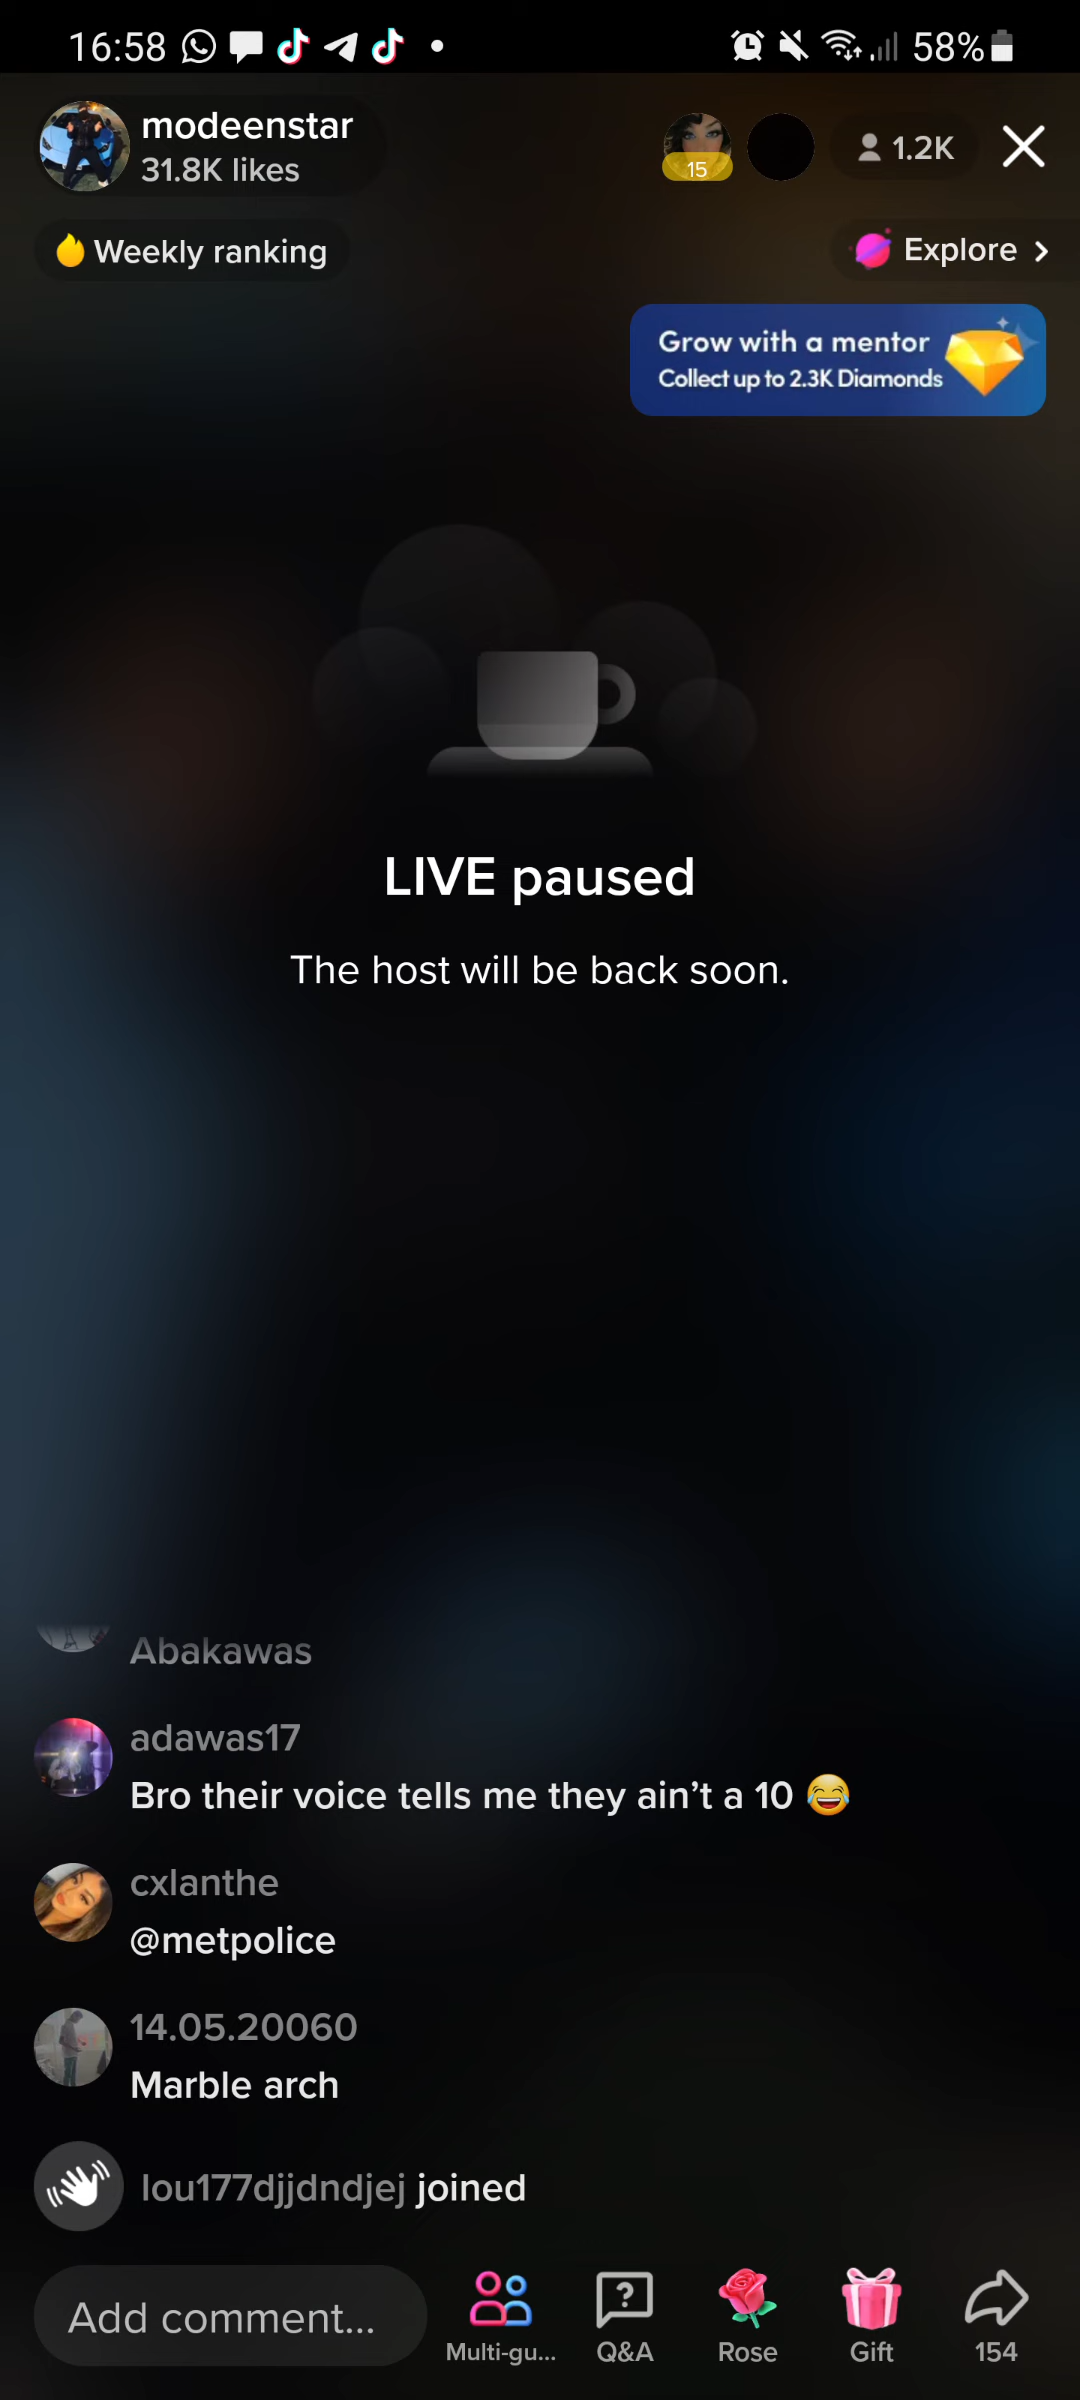 16:58
58%
modeenstar
31.8K likes
15
1.2K
Weekly ranking
Explore
Grow with a mentor
Collect up to 2.3K Diamonds
LIVE paused
The host will be back soon.
Abakawas
adawas17
Bro their voice tells me they ain’t a 10 😂
cxlanthe
@metpolice
14.05.20060
Marble arch
lou177djjdndjej joined
Add comment...
Multi-gu...
Q&A
Rose
Gift
154